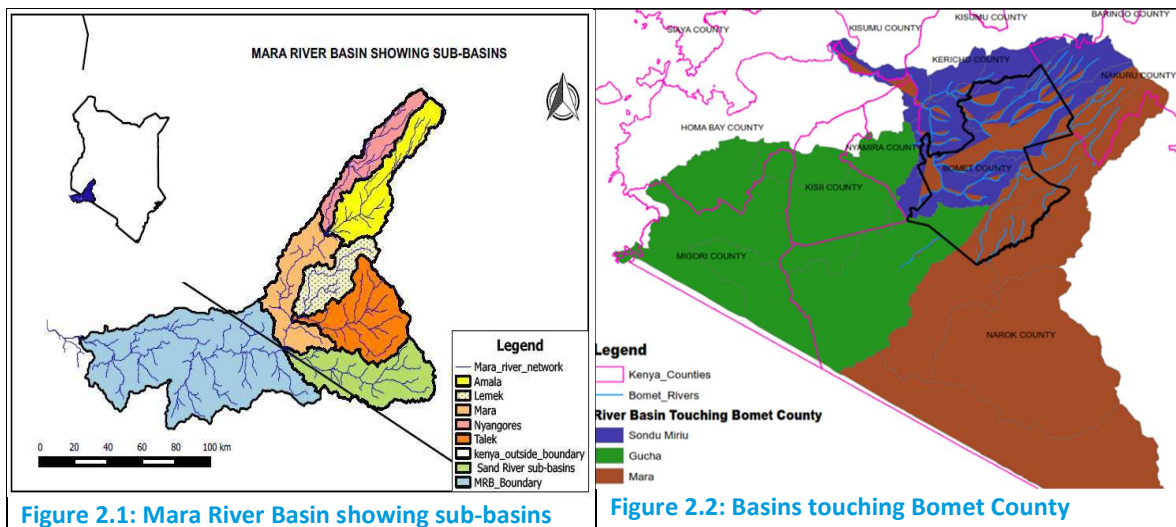 MARA RIVER BASIN SHOWING SUB-BASINS
Legend
Mara_river_network
Amala
Lemek
Mara
Nyangores
Talek
kenya_outside_boundary
Sand River sub-basins
MRB_Boundary
0 20 40 60 80 100 km
Figure 2.1: Mara River Basin showing sub-basins
SIAYA COUNTY
KISUMU COUNTY
KISUMU COUNTY
BARINGO COUNTY
KERICHO COUNTY
NAKURU COUNTY
HOMA BAY COUNTY
NYAMIRA COUNTY
BOMET COUNTY
KISII COUNTY
MIGORI COUNTY
NAROK COUNTY
Legend
Kenya_Counties
Bomet_Rivers
River Basin Touching Bomet County
Sondu Miriu
Gucha
Mara
Figure 2.2: Basins touching Bomet County